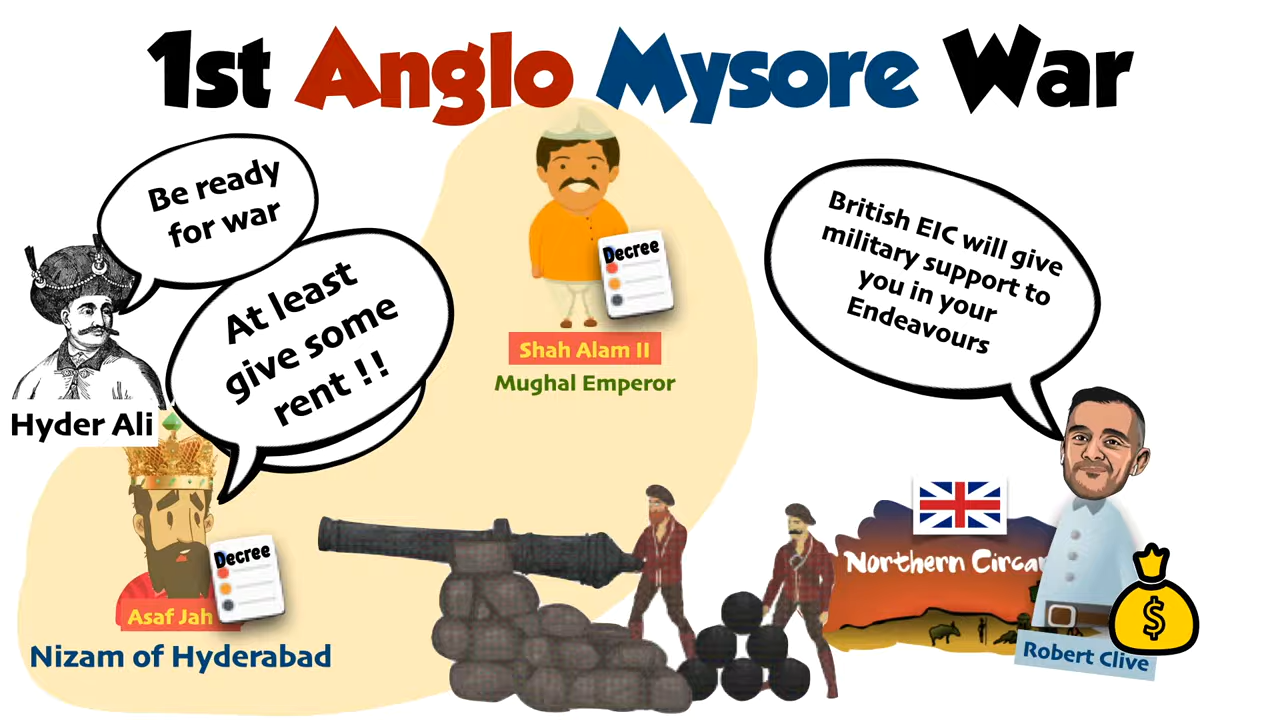 1st Anglo Mysore War
Be ready
for war
At least
give some
rent !!
Hyder Ali
Decree
Shah Alam II
Mughal Emperor
British EIC will give
military support to
you in your
Endeavours
Decree
Asaf Jah
Nizam of Hyderabad
Northern Circar
Robert Clive
$